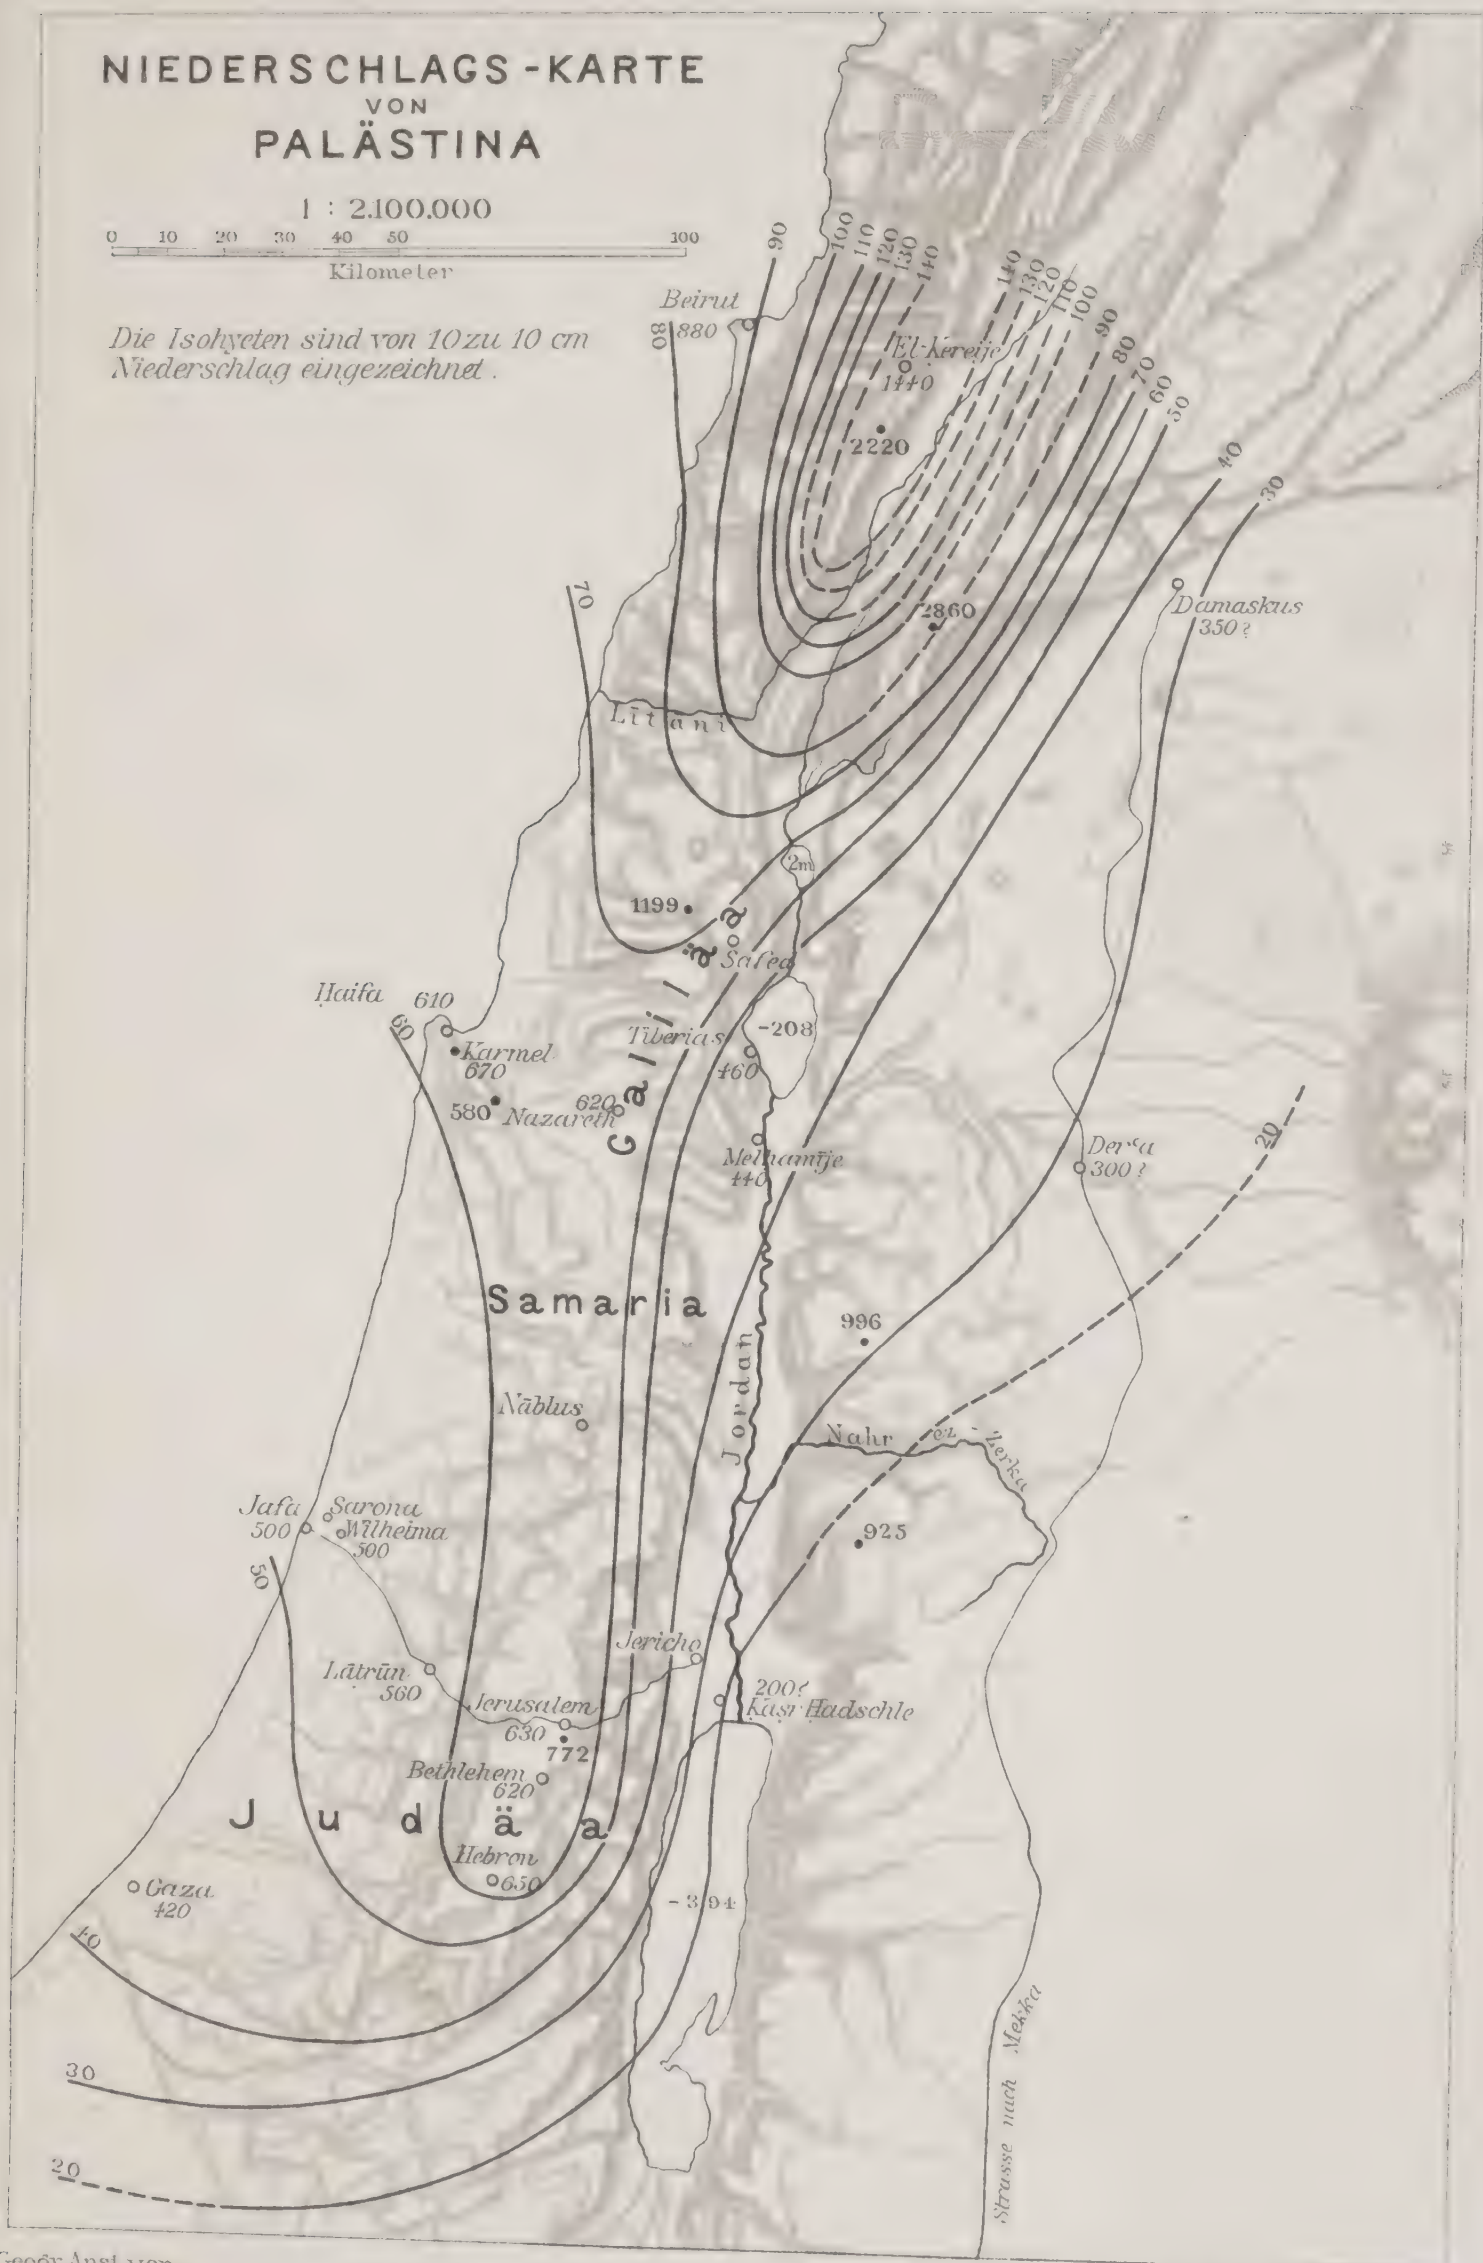 NIEDERSCHLAGS-KARTE
VON
PALÄSTINA
1 : 2.100.000
0 10 20 30 40 50 100
Kilometer
Die Isohyeten sind von 10 zu 10 cm
Niederschlag eingezeichnet.
90 100 110 120 130 140
140 130 120 110 100 90 80 70 60 50 40 30
Beirut
880
80
El-Kereije
1440
2220
70
2860
Damaskus
350?
Lītāni
2m
1199
Galiläa
Safed
Haifa 610
60
Tiberias
-208
460
Karmel
670
580
620
Nazareth
Melhamije
440
Der'a
300?
20
Samaria
996
Jordan
Nāblus
Nahr ez-Zerka
Jafa
500
Sarona
Wilhelma
500
925
50
Jericho
Lātrūn
560
Jerusalem
630
772
200?
Kasr Hadschle
Bethlehem
620
Judäa
Hebron
650
Gaza
420
-394
40
30
20
Strasse nach Mekka